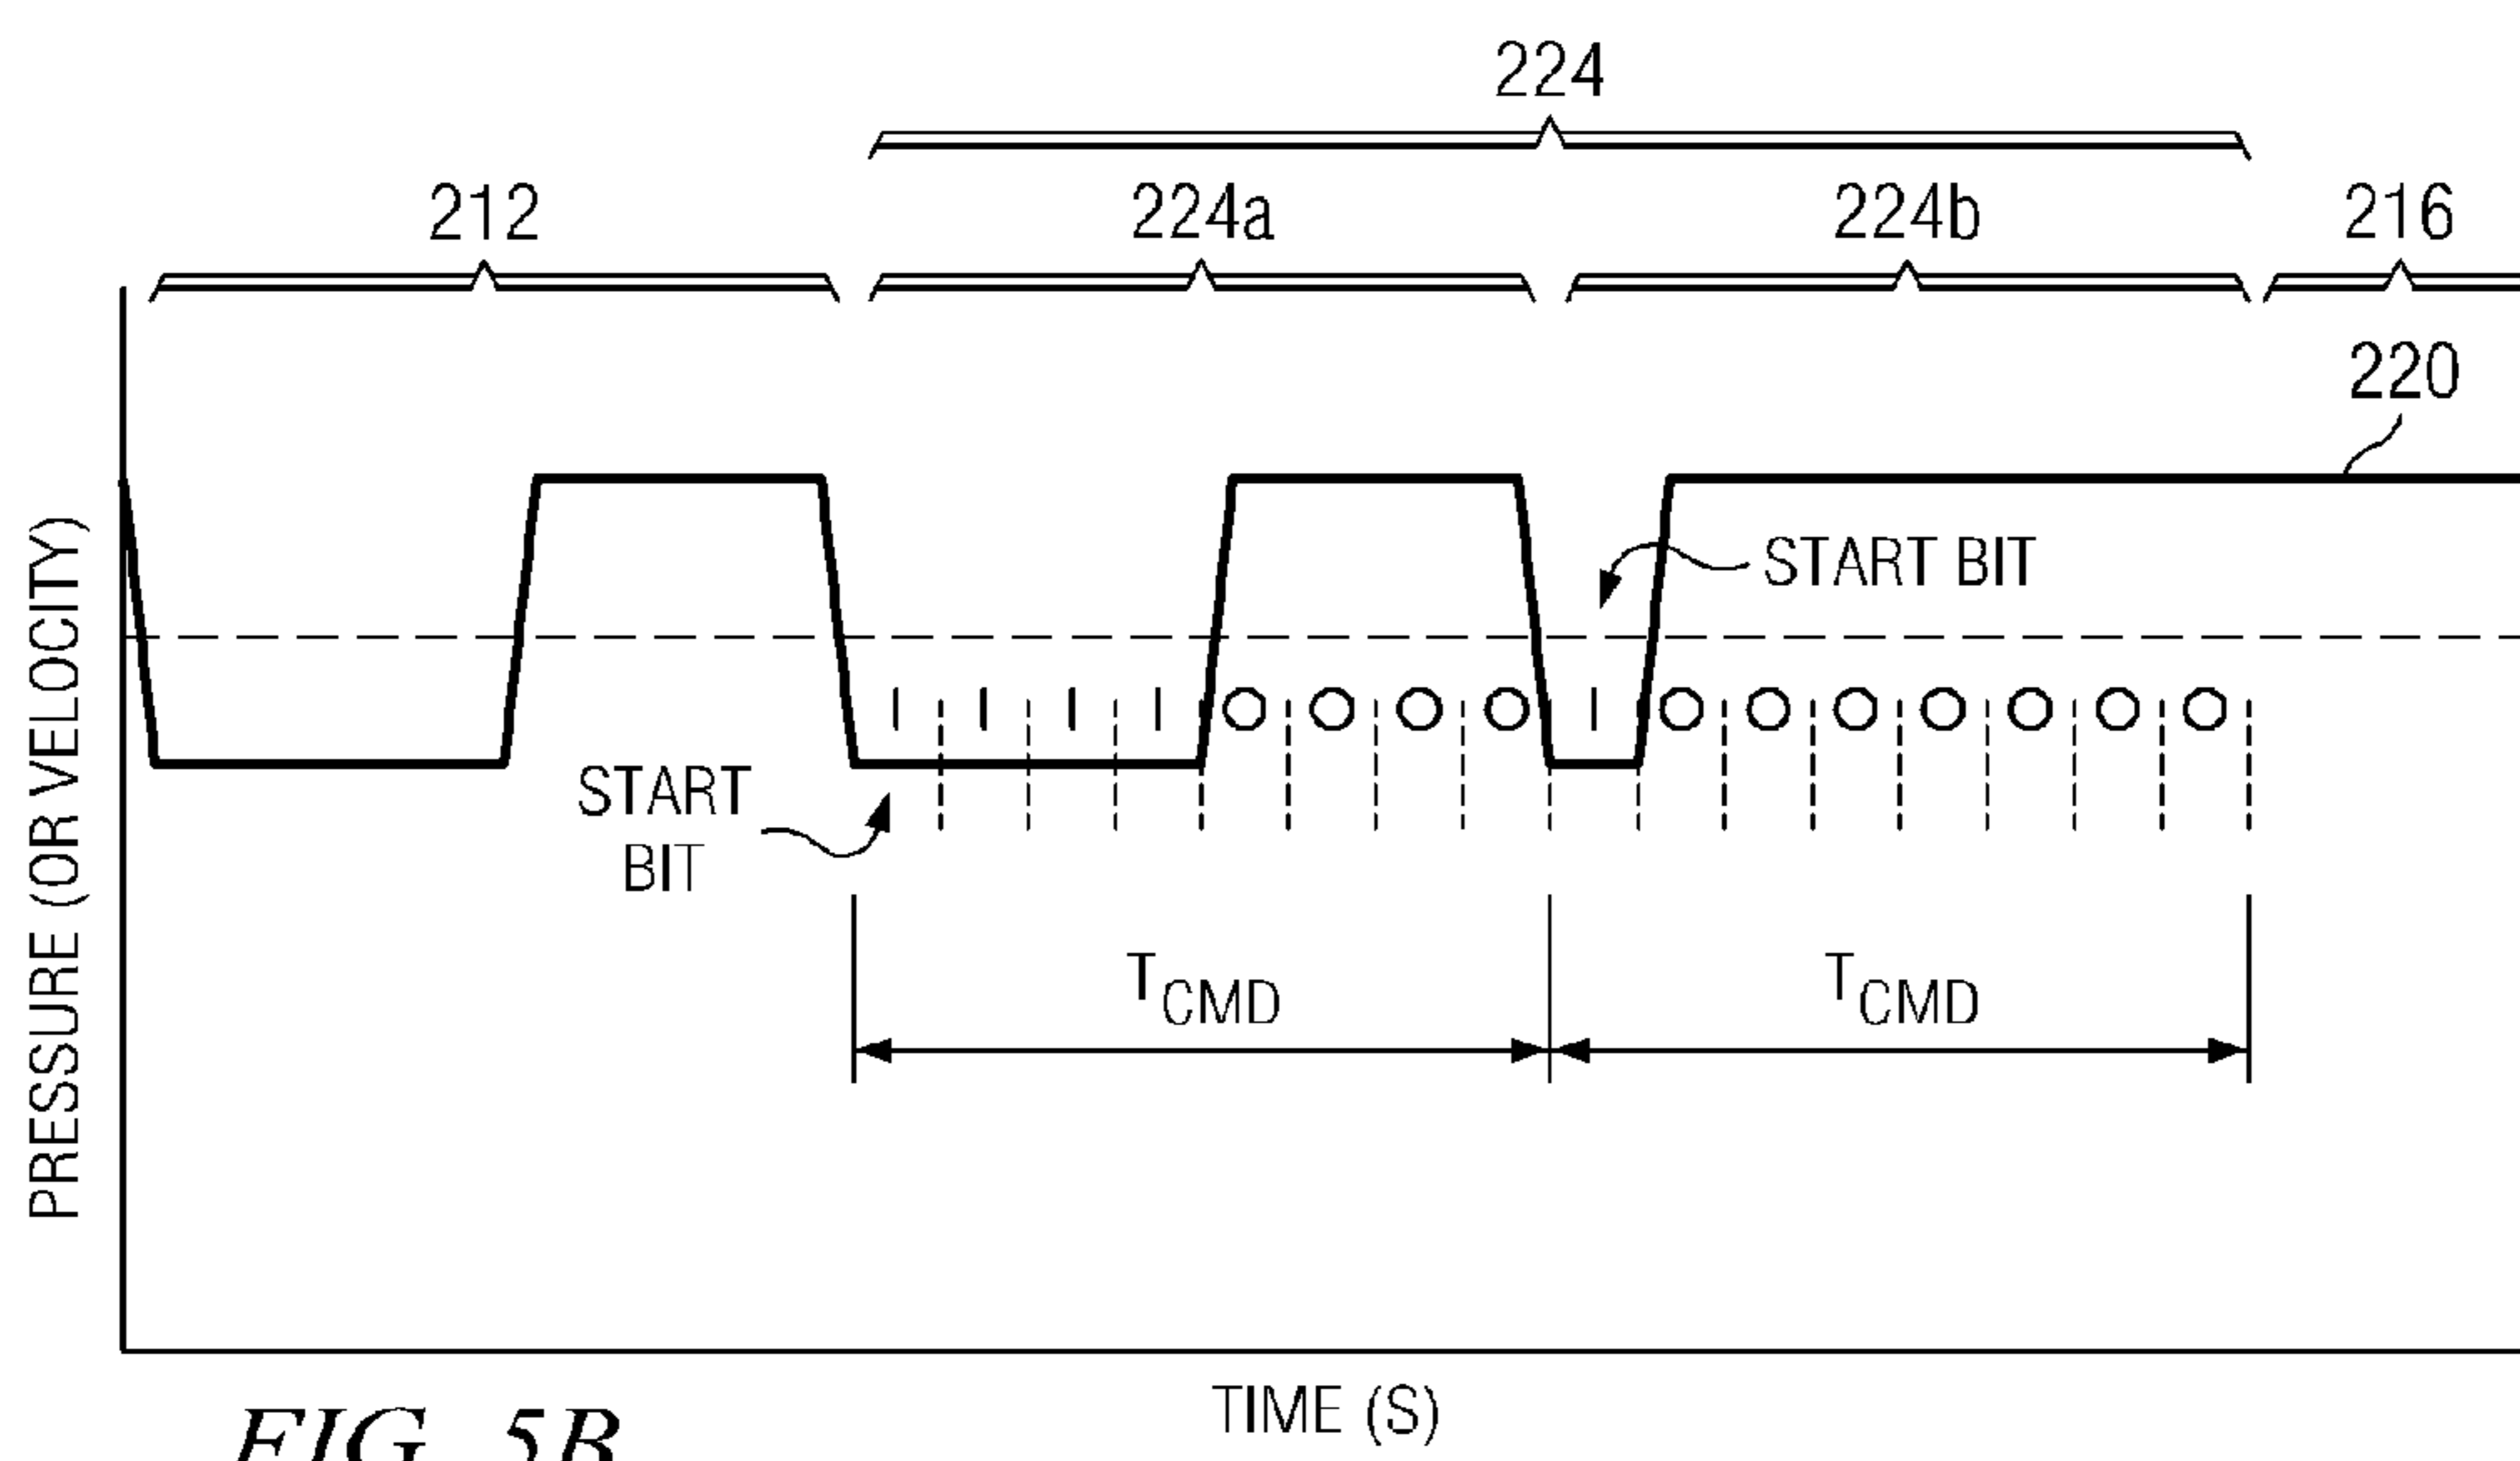 224
212 224a 224b 216
220
START BIT
I I I I O O O O I O O O O O O O
START
BIT
TCMD TCMD
PRESSURE (OR VELOCITY)
TIME (S)
FIG. 5B